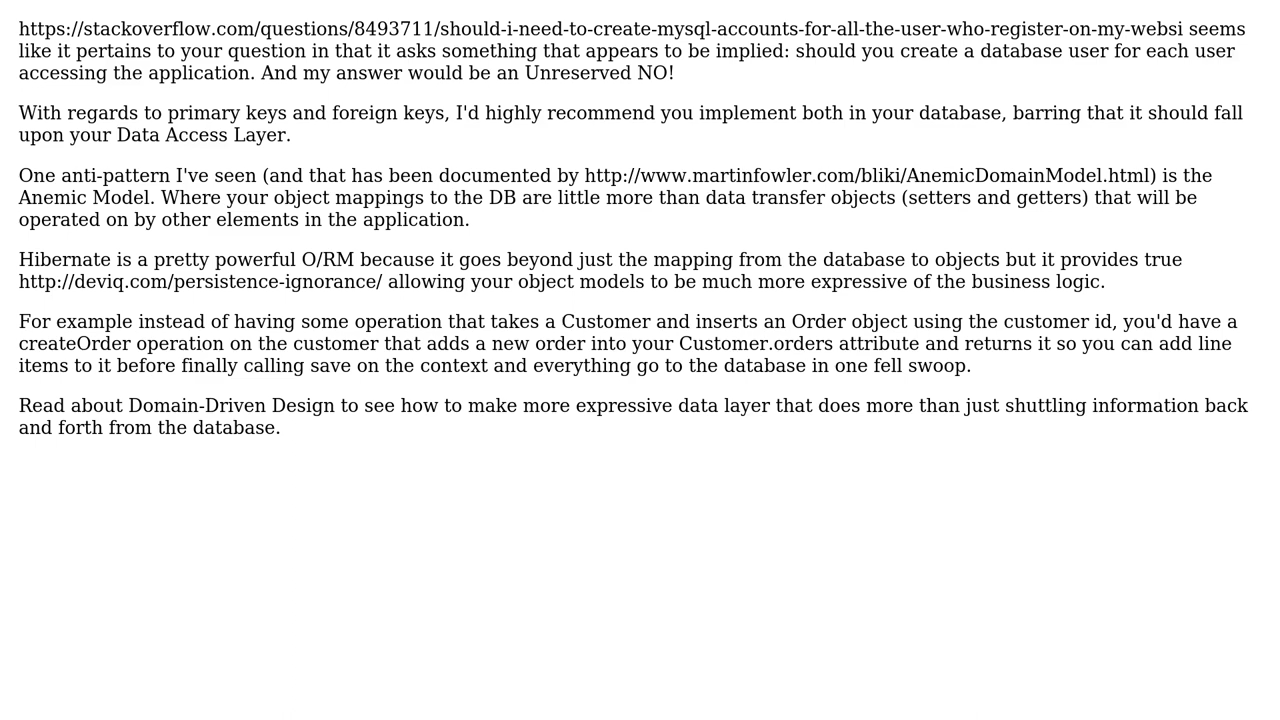 https://stackoverflow.com/questions/8493711/should-i-need-to-create-mysql-accounts-for-all-the-user-who-register-on-my-websi seems
like it pertains to your question in that it asks something that appears to be implied: should you create a database user for each user
accessing the application. And my answer would be an Unreserved NO!
With regards to primary keys and foreign keys, I'd highly recommend you implement both in your database, barring that it should fall
upon your Data Access Layer.
One anti-pattern I've seen (and that has been documented by http://www.martinfowler.com/bliki/AnemicDomainModel.html) is the
Anemic Model. Where your object mappings to the DB are little more than data transfer objects (setters and getters) that will be
operated on by other elements in the application.
Hibernate is a pretty powerful O/RM because it goes beyond just the mapping from the database to objects but it provides true
http://deviq.com/persistence-ignorance/ allowing your object models to be much more expressive of the business logic.
For example instead of having some operation that takes a Customer and inserts an Order object using the customer id, you'd have a
createOrder operation on the customer that adds a new order into your Customer.orders attribute and returns it so you can add line
items to it before finally calling save on the context and everything go to the database in one fell swoop.
Read about Domain-Driven Design to see how to make more expressive data layer that does more than just shuttling information back
and forth from the database.